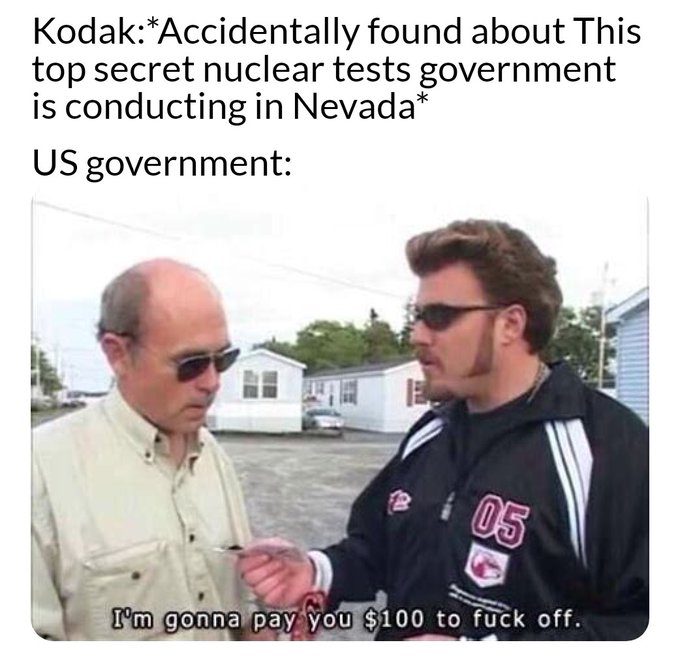 Kodak:*Accidentally found about This
top secret nuclear tests government
is conducting in Nevada*
US government:
05
I'm gonna pay you $100 to fuck off.